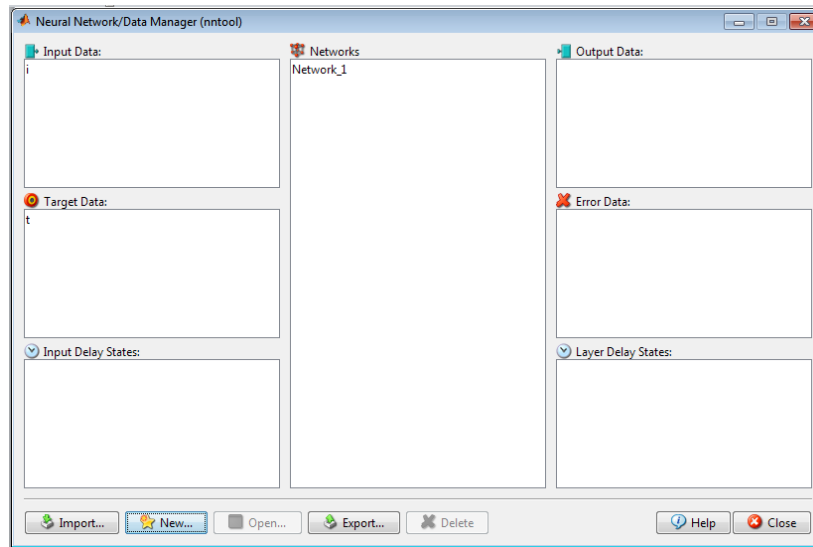 Neural Network/Data Manager (nntool)
Input Data:
i
Networks
Network_1
Output Data:
Target Data:
t
Error Data:
Input Delay States:
Layer Delay States:
Import...
New...
Open...
Export...
Delete
Help
Close